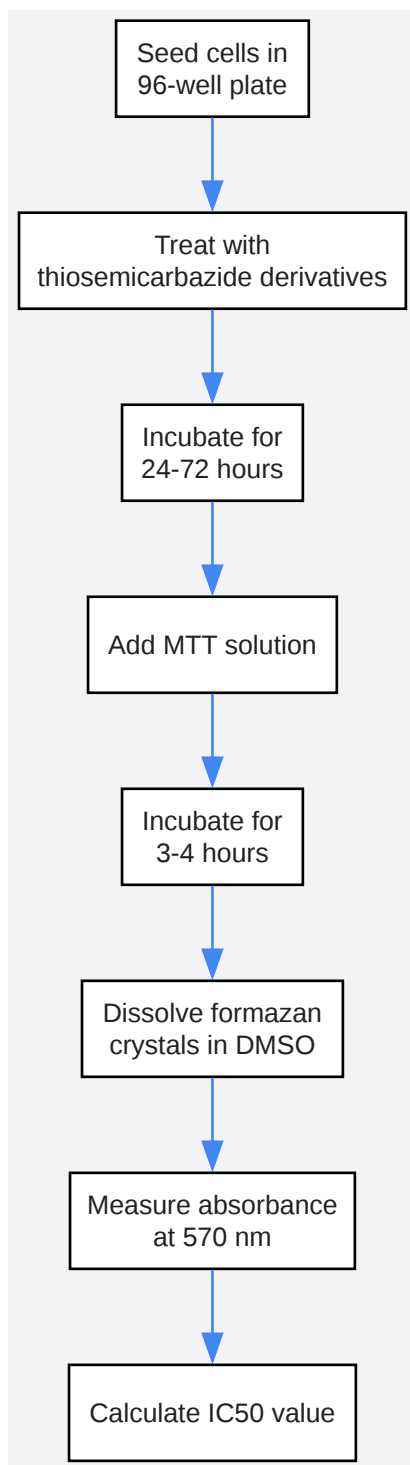 Seed cells in
96-well plate
Treat with
thiosemicarbazide derivatives
Incubate for
24-72 hours
Add MTT solution
Incubate for
3-4 hours
Dissolve formazan
crystals in DMSO
Measure absorbance
at 570 nm
Calculate IC50 value